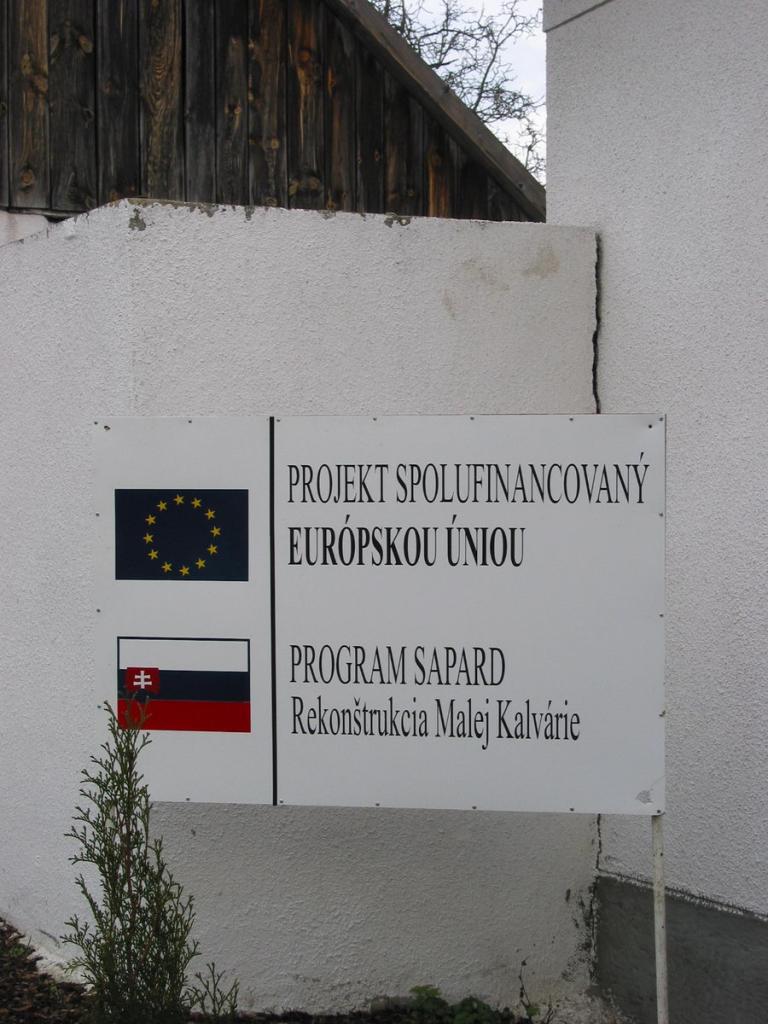 PROJEKT SPOLUFINANCOVANÝ
EURÓPSKOU ÚNIOU
PROGRAM SAPARD
Rekonštrukcia Malej Kalvárie